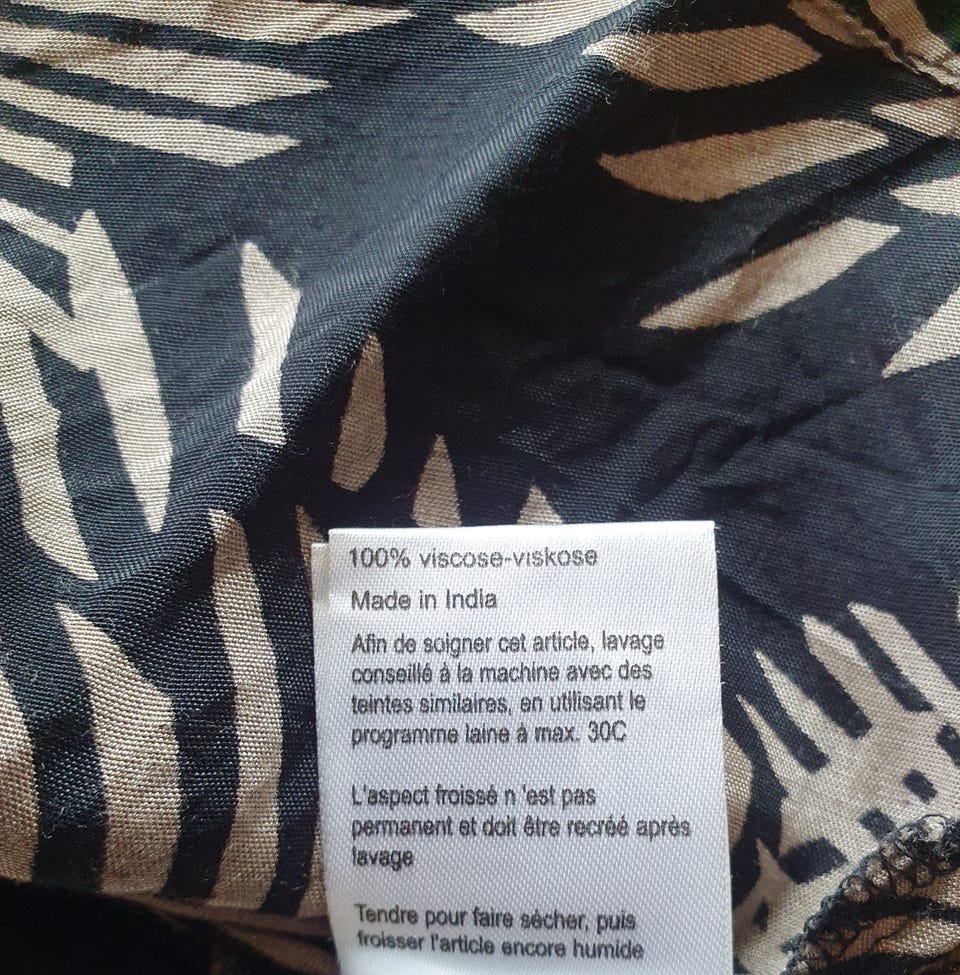 100% viscose-viskose
Made in India
Afin de soigner cet article, lavage
conseillé à la machine avec des
teintes similaires, en utilisant le
programme laine à max. 30C
L'aspect froissé n 'est pas
permanent et doit être recréé après
lavage
Tendre pour faire sécher, puis
froisser l'article encore humide